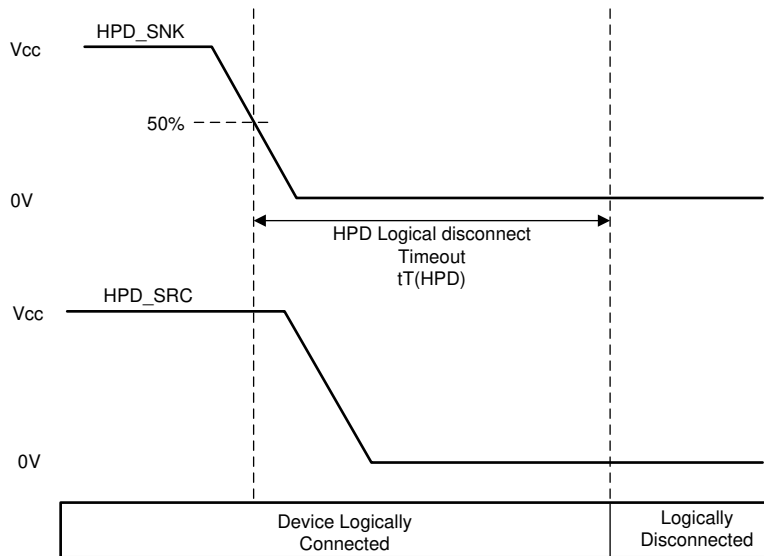 HPD_SNK
Vcc
50%
0V
HPD Logical disconnect
Timeout
tT(HPD)
HPD_SRC
Vcc
0V
Device Logically
Connected
Logically
Disconnected